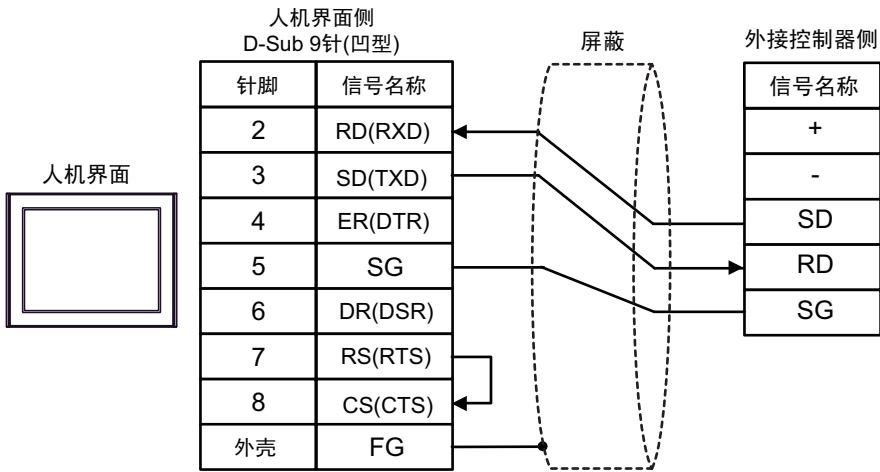 人机界面侧
D-Sub 9针(凹型)
屏蔽
外接控制器侧
人机界面
针脚 信号名称
2 RD(RXD)
3 SD(TXD)
4 ER(DTR)
5 SG
6 DR(DSR)
7 RS(RTS)
8 CS(CTS)
外壳 FG
信号名称
+
-
SD
RD
SG